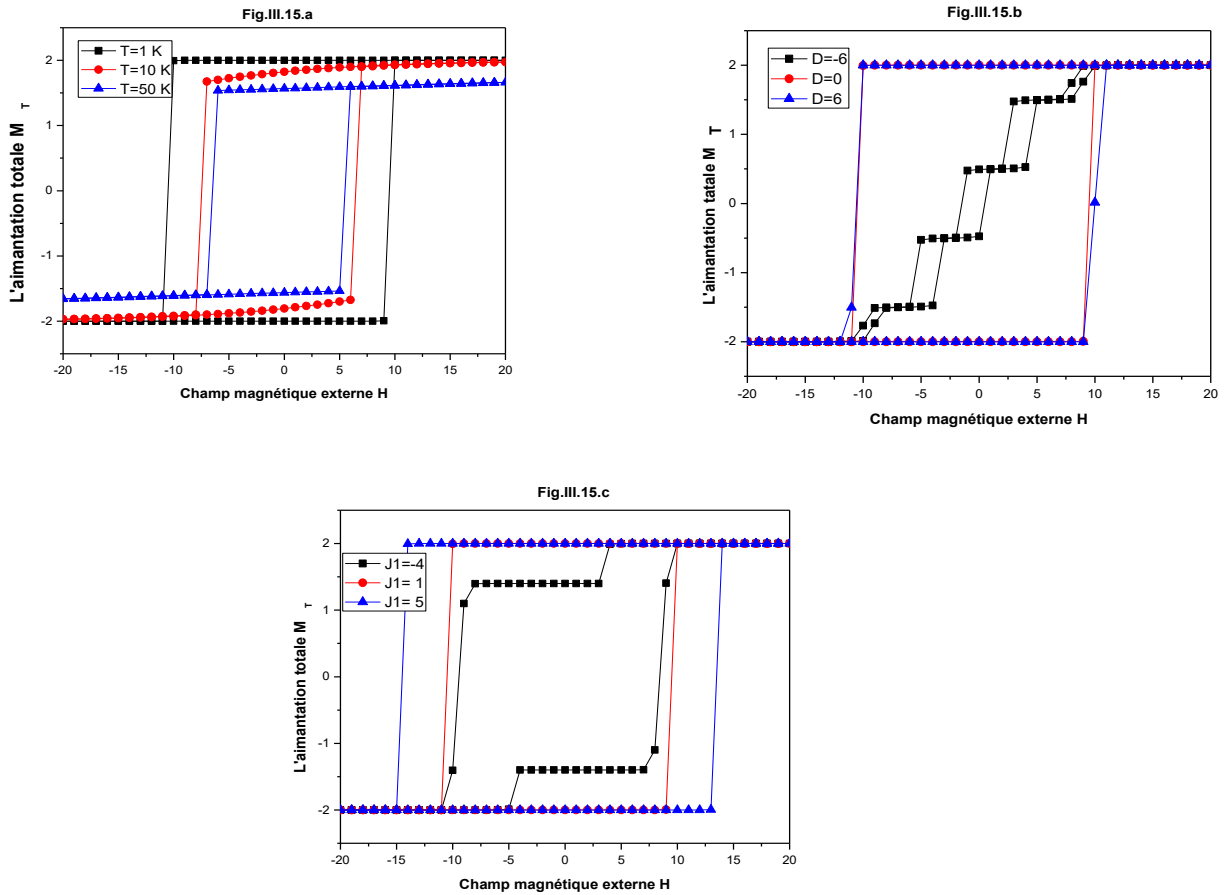 Fig.III.15.a
T=1 K
T=10 K
T=50 K
L'aimantation totale M T
2
1
0
-1
-2
-20 -15 -10 -5 0 5 10 15 20
Champ magnétique externe H
Fig.III.15.b
D=-6
D=0
D=6
L'aimantation tatale M T
2
1
0
-1
-2
-20 -15 -10 -5 0 5 10 15 20
Champ magnétique externe H
Fig.III.15.c
J1=-4
J1= 1
J1= 5
L'aimantation totale M T
2
1
0
-1
-2
-20 -15 -10 -5 0 5 10 15 20
Champ magnétique externe H